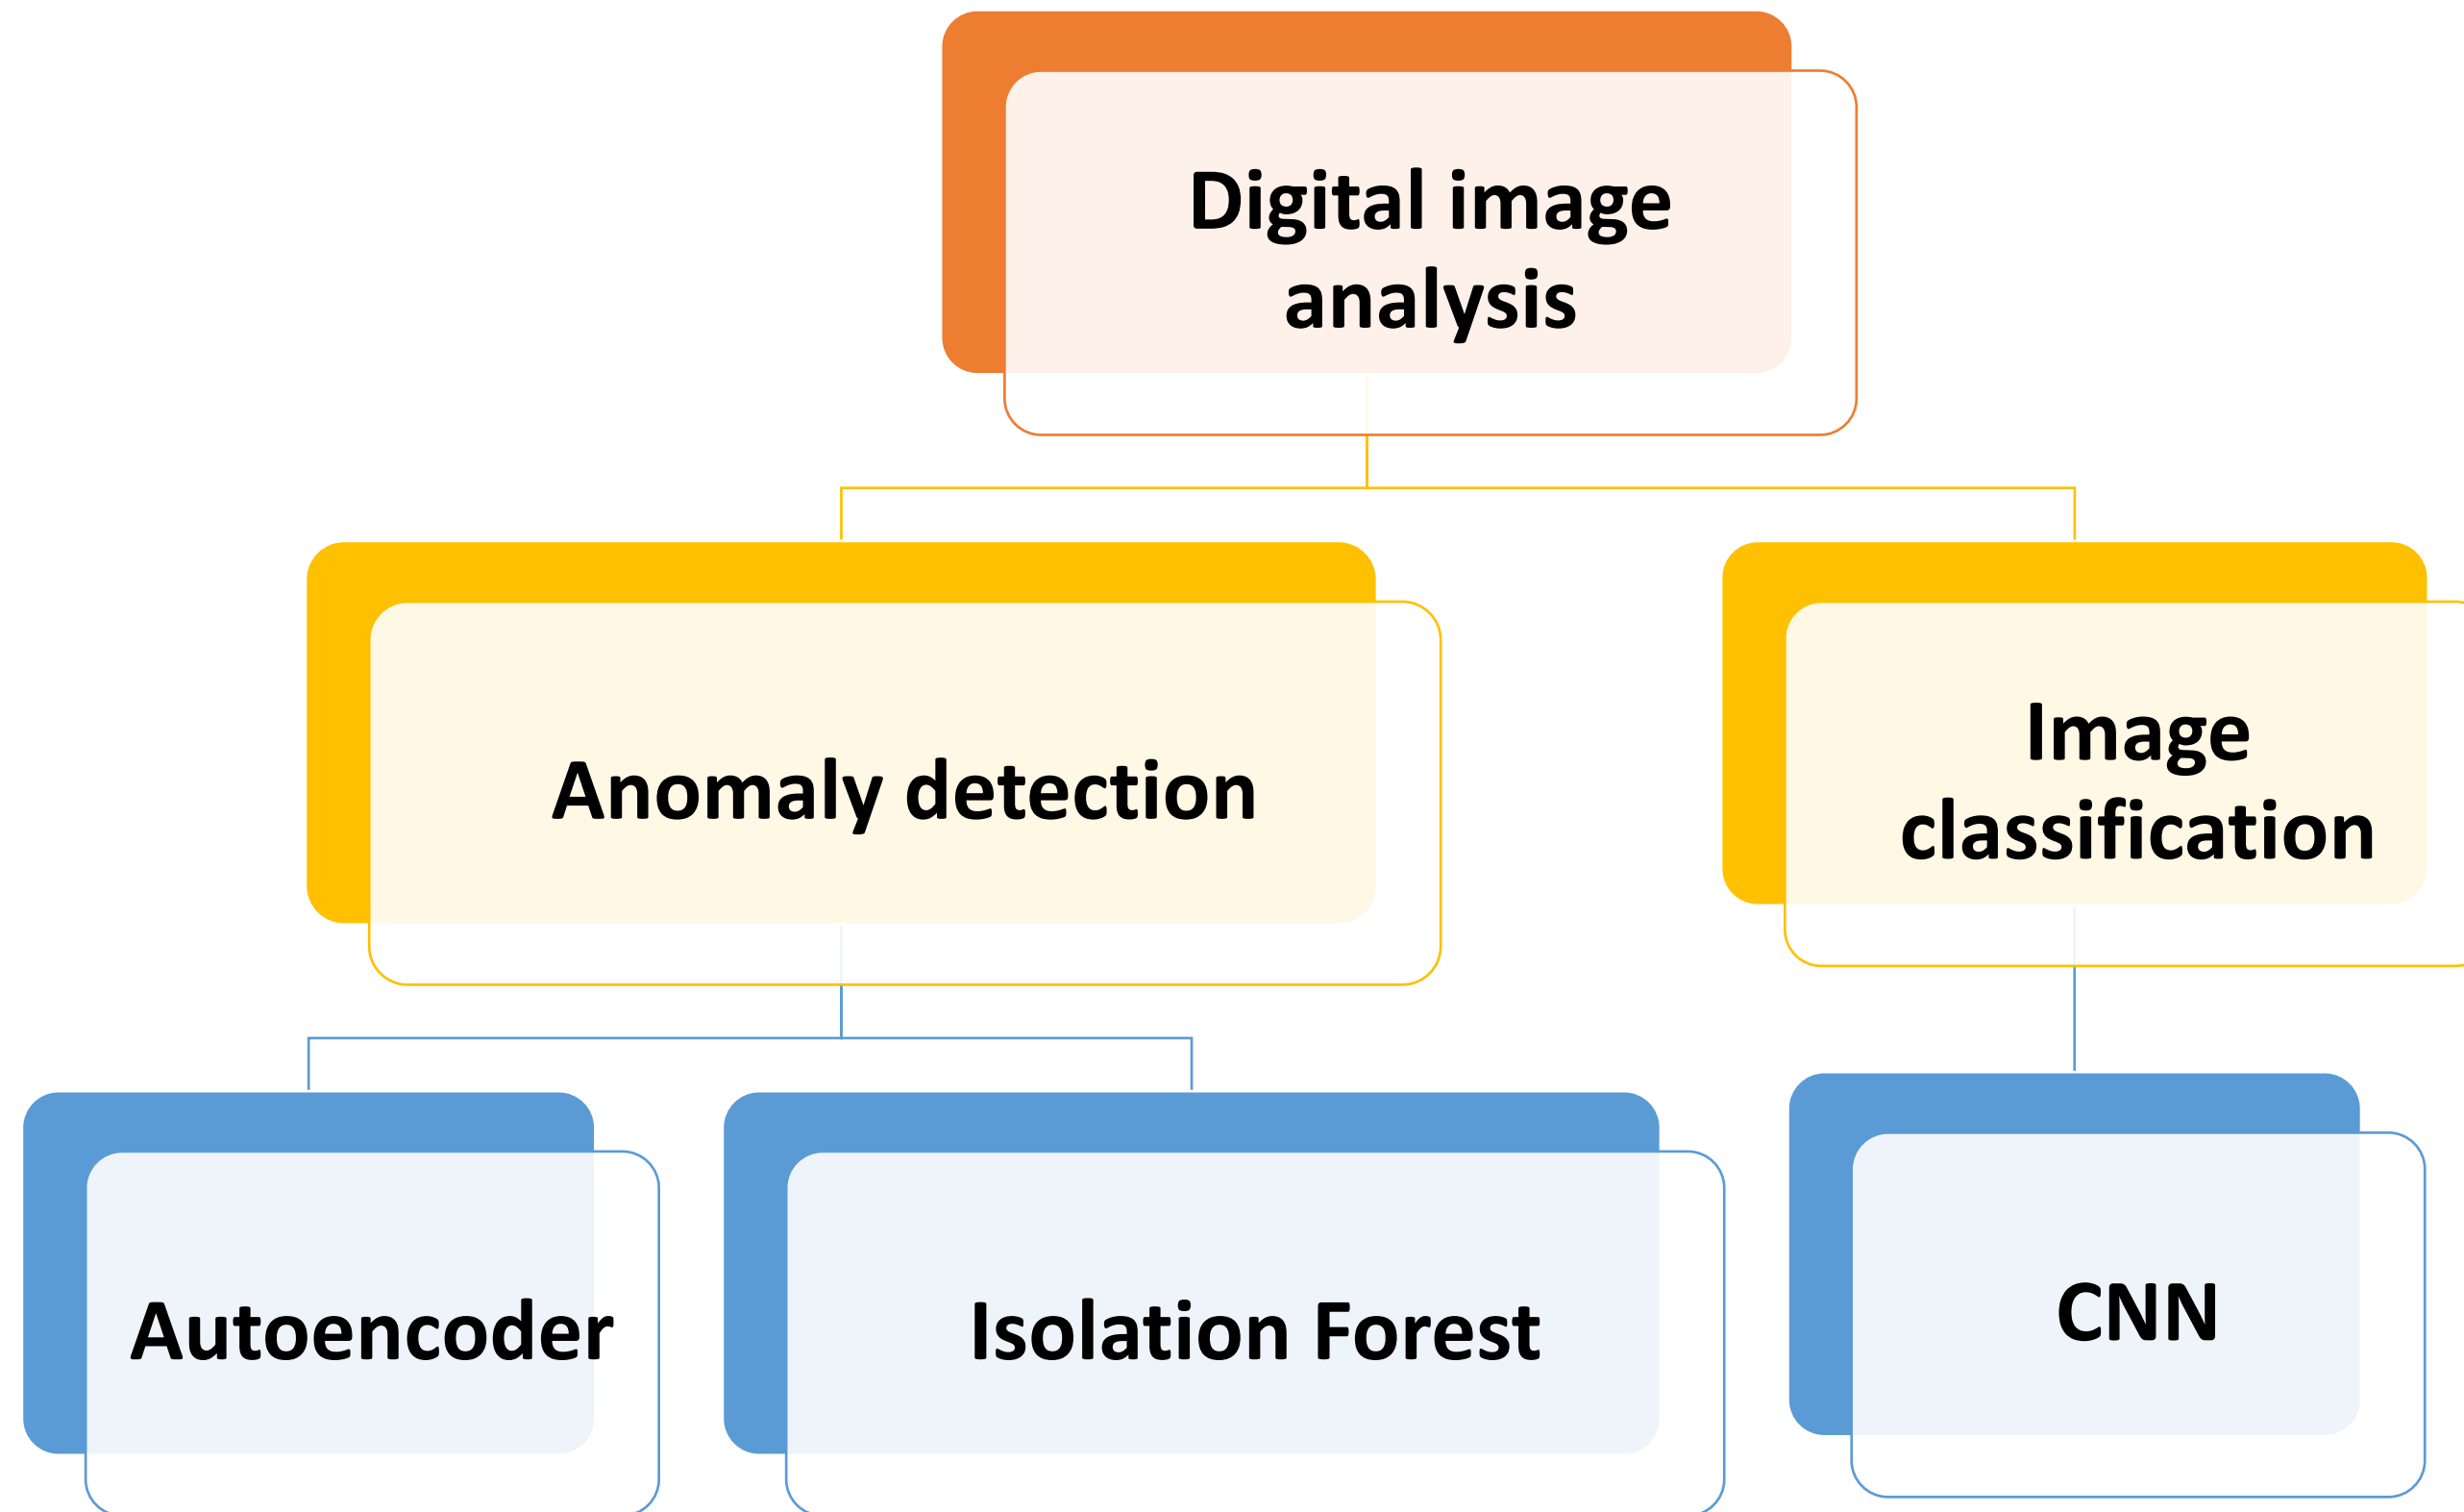 Digital image
analysis
Anomaly detection
Image
classification
Autoencoder
Isolation Forest
CNN